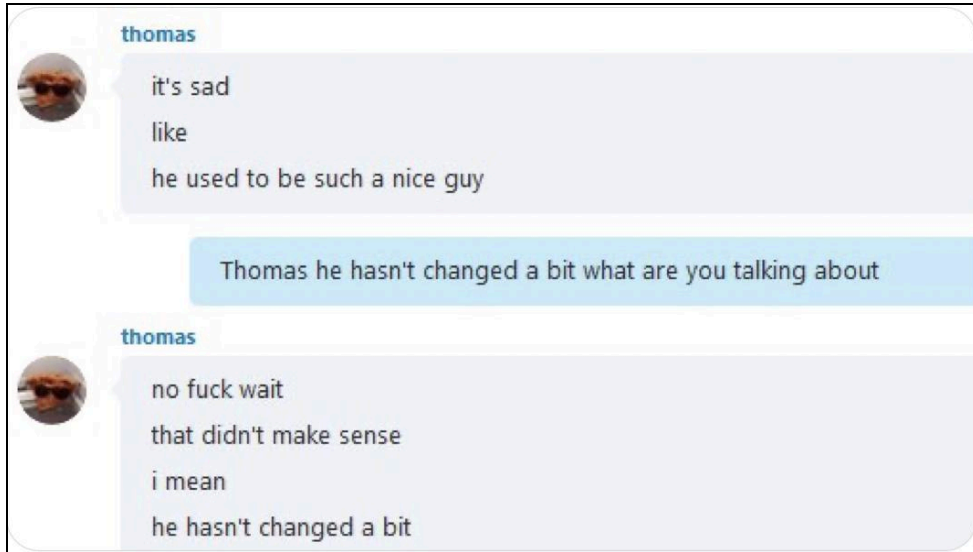 thomas
it's sad
like
he used to be such a nice guy
Thomas he hasn't changed a bit what are you talking about
thomas
no fuck wait
that didn't make sense
i mean
he hasn't changed a bit